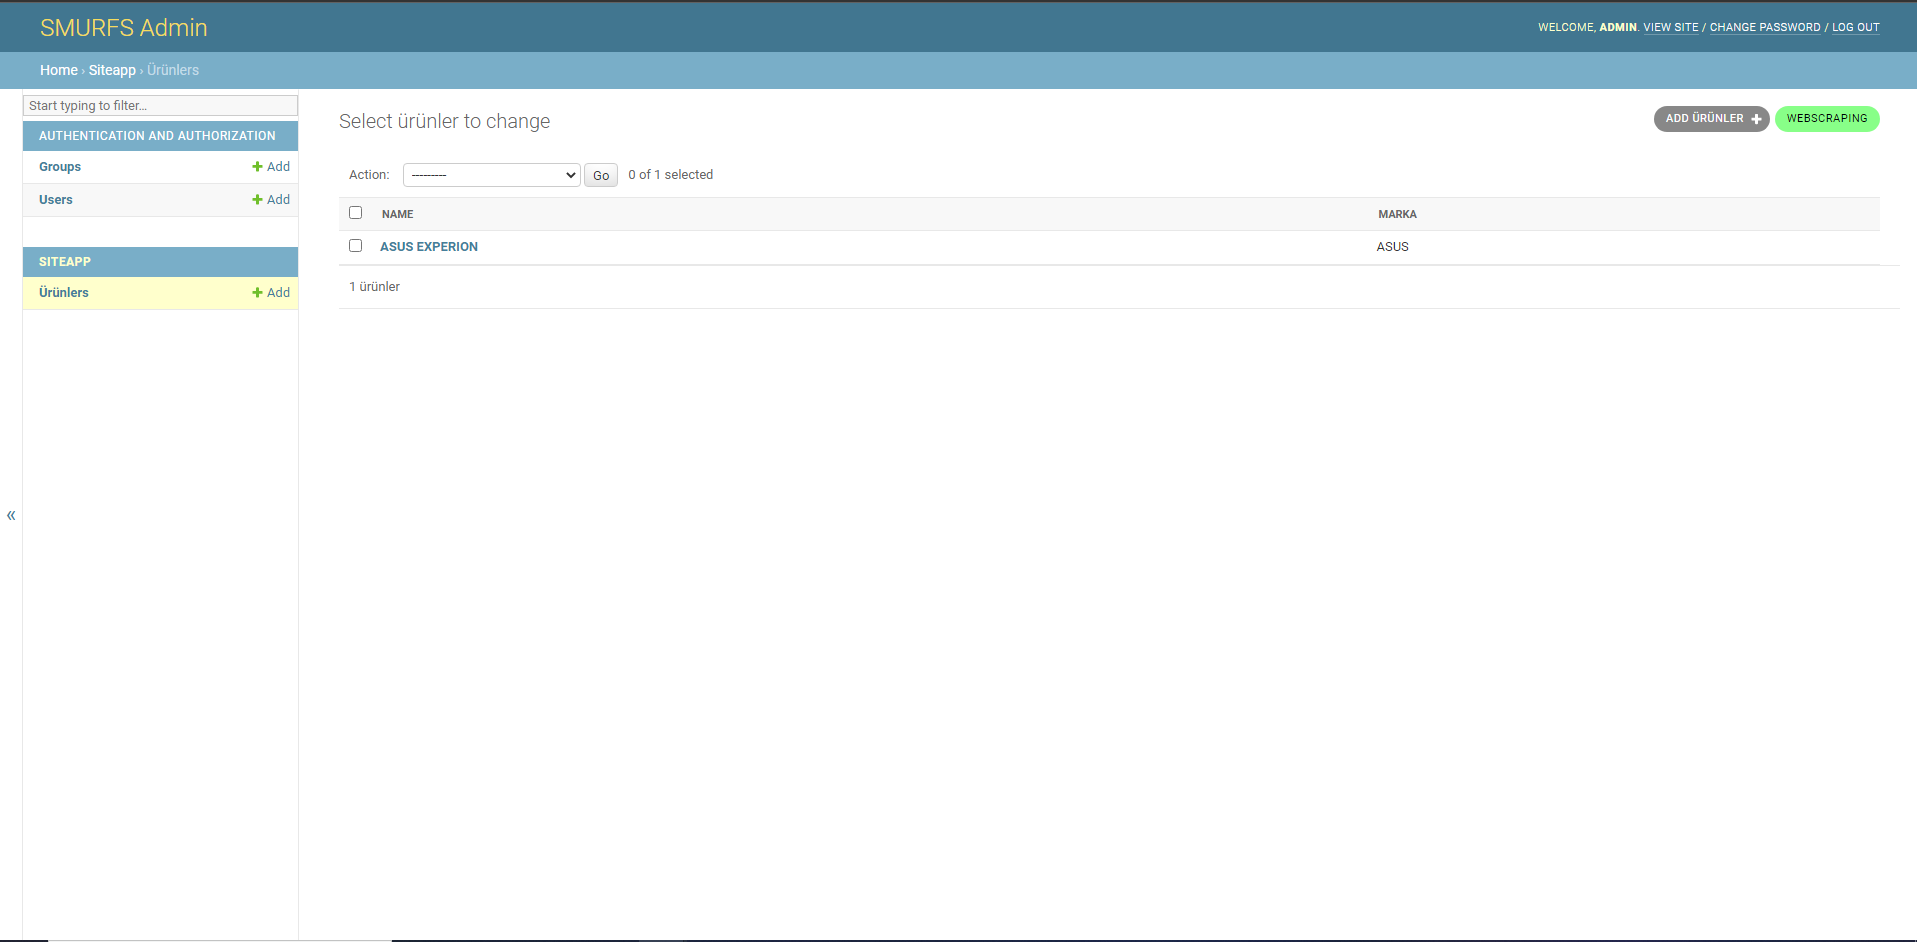 SMURFS Admin
WELCOME, ADMIN. VIEW SITE / CHANGE PASSWORD / LOG OUT
Home › Siteapp › Ürünlers
Start typing to filter...
AUTHENTICATION AND AUTHORIZATION
Groups + Add
Users + Add
SITEAPP
Ürünlers + Add
«
Select ürünler to change
ADD ÜRÜNLER +
WEBSCRAPING
Action: --------- Go 0 of 1 selected
NAME MARKA
ASUS EXPERION ASUS
1 ürünler